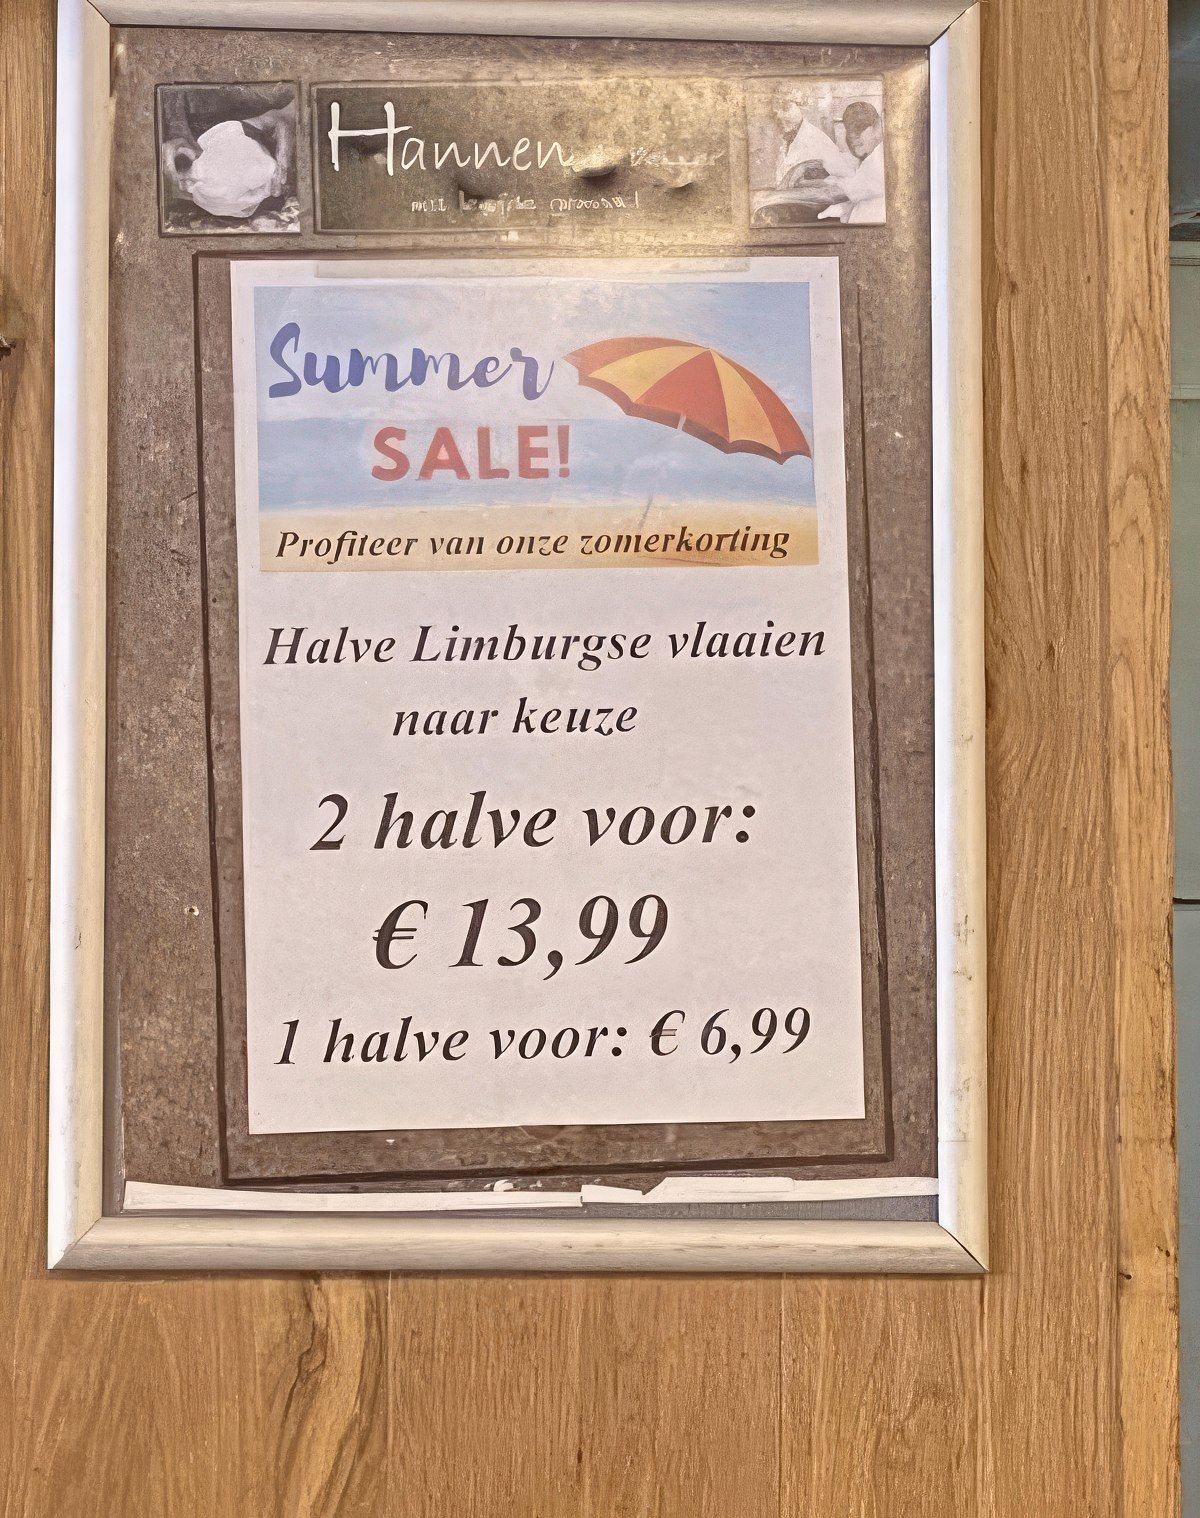 Hannen
Summer
SALE!
Profiteer van onze zomerkorting
Halve Limburgse vlaaien
naar keuze
2 halve voor:
€ 13,99
1 halve voor: € 6,99